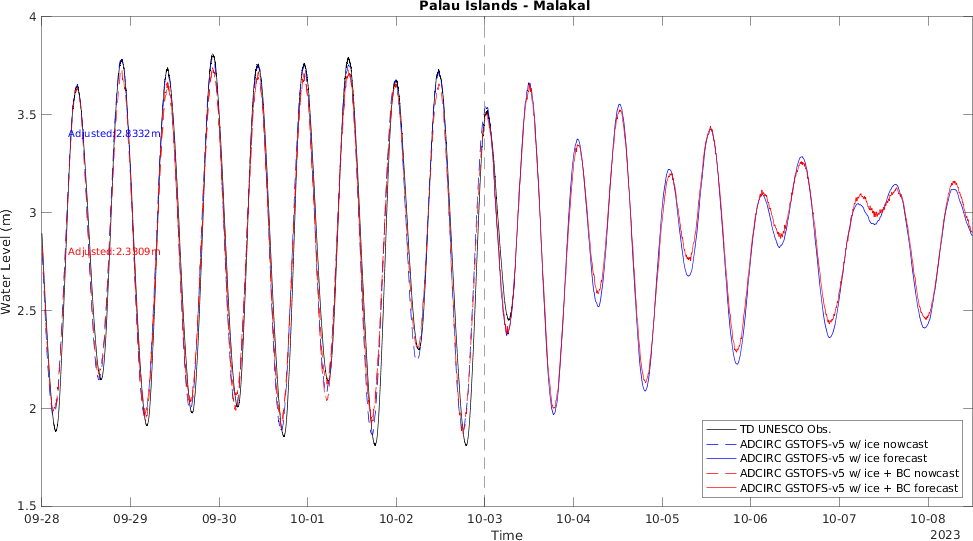 Palau Islands - Malakal
4
3.5
3
2.5
2
1.5
Water Level (m)
Adjusted:2.8332m
Adjusted:2.3309m
TD UNESCO Obs.
ADCIRC GSTOFS-v5 w/ ice nowcast
ADCIRC GSTOFS-v5 w/ ice forecast
ADCIRC GSTOFS-v5 w/ ice + BC nowcast
ADCIRC GSTOFS-v5 w/ ice + BC forecast
09-28 09-29 09-30 10-01 10-02 10-03 10-04 10-05 10-06 10-07 10-08
Time
2023